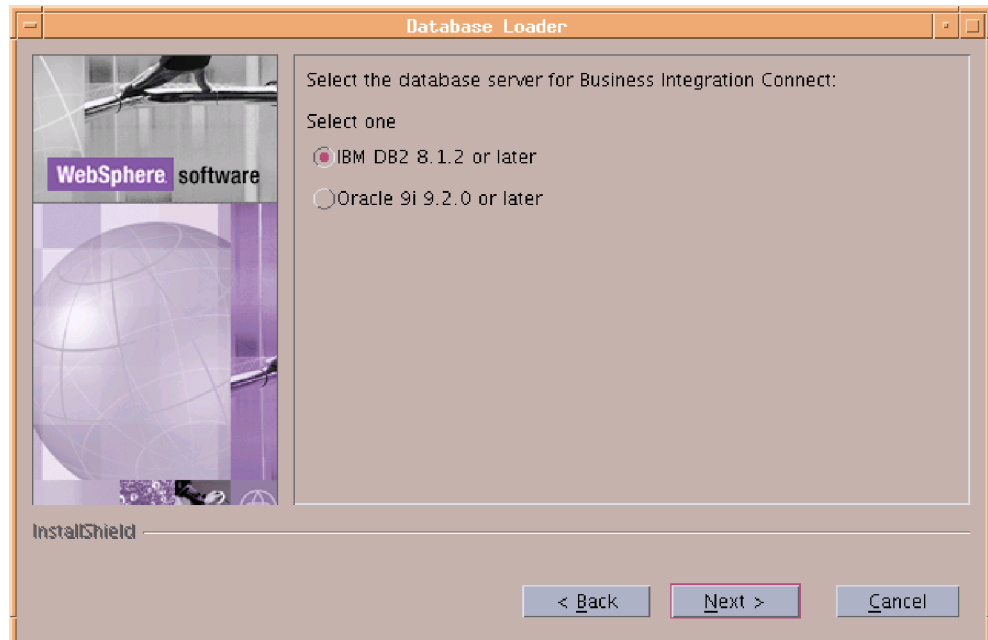 Database Loader
WebSphere software
Select the database server for Business Integration Connect:
Select one
IBM DB2 8.1.2 or later
Oracle 9i 9.2.0 or later
InstallShield
< Back
Next >
Cancel